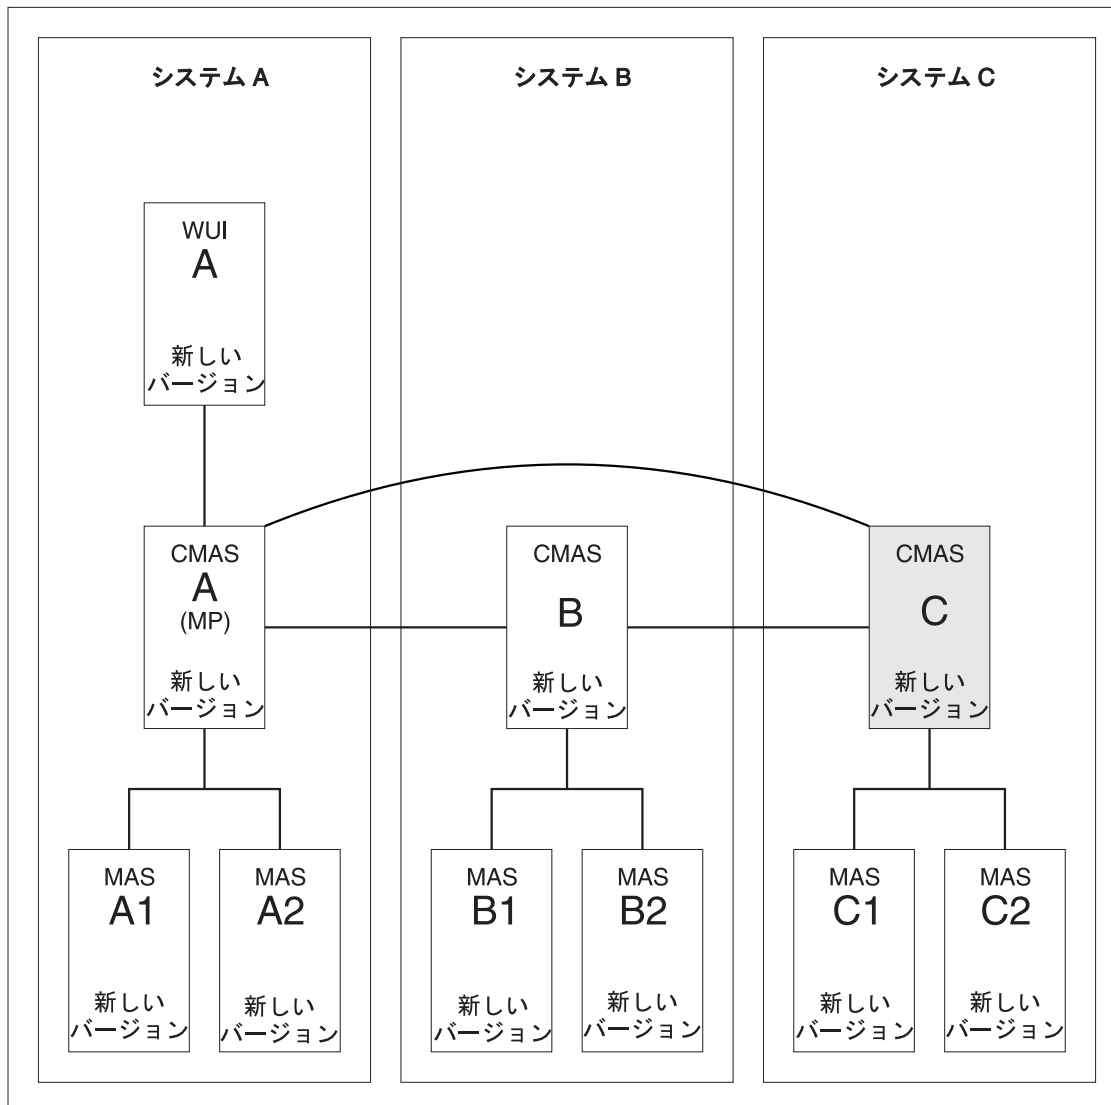 システム A
システム B
システム C
WUI
A
新しい
バージョン
CMAS
A
(MP)
新しい
バージョン
CMAS
B
新しい
バージョン
CMAS
C
新しい
バージョン
MAS
A1
新しい
バージョン
MAS
A2
新しい
バージョン
MAS
B1
新しい
バージョン
MAS
B2
新しい
バージョン
MAS
C1
新しい
バージョン
MAS
C2
新しい
バージョン